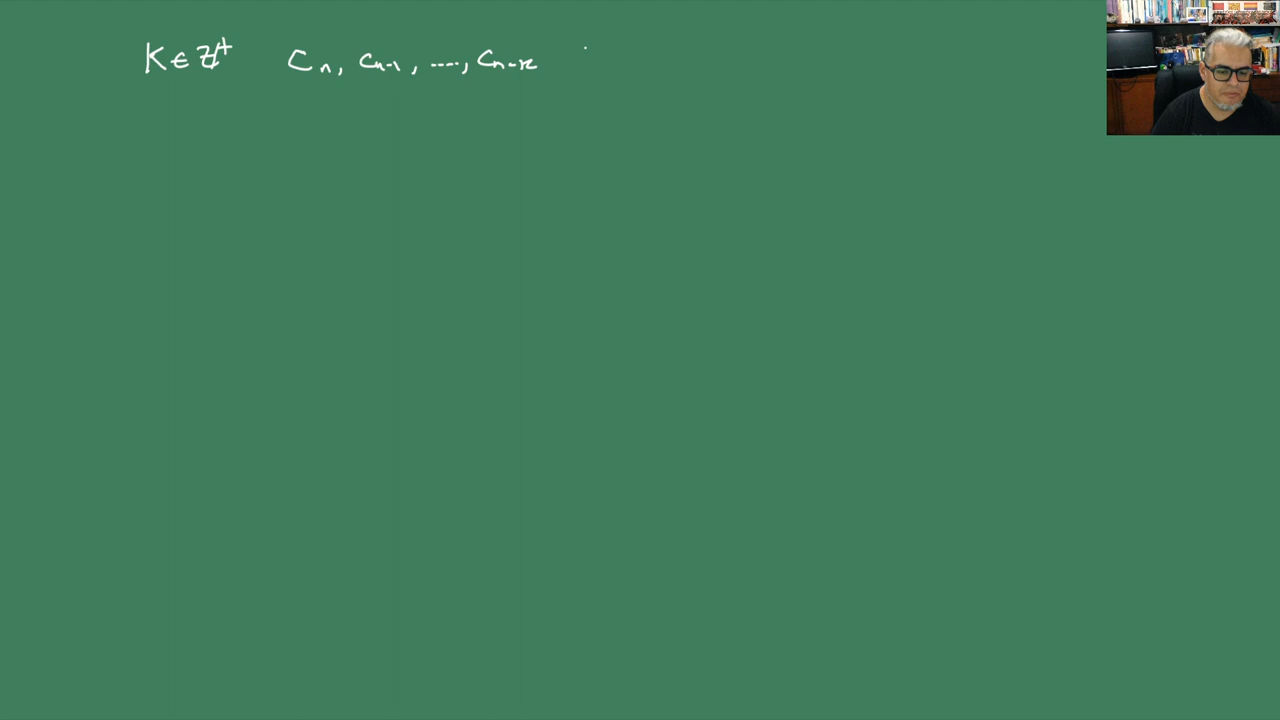 K ∈ ℤ⁺ Cₙ, Cₙ₋₁, ...., Cₙ₋ₖ